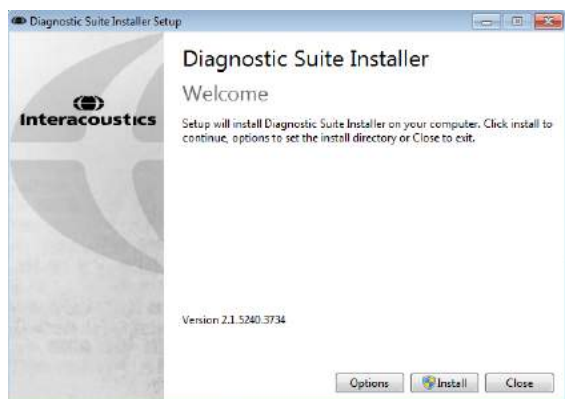 Diagnostic Suite Installer Setup
Diagnostic Suite Installer
Welcome
Interacoustics
Setup will install Diagnostic Suite Installer on your computer. Click install to
continue, options to set the install directory or Close to exit.
Version 2.1.5240.3734
Options Install Close